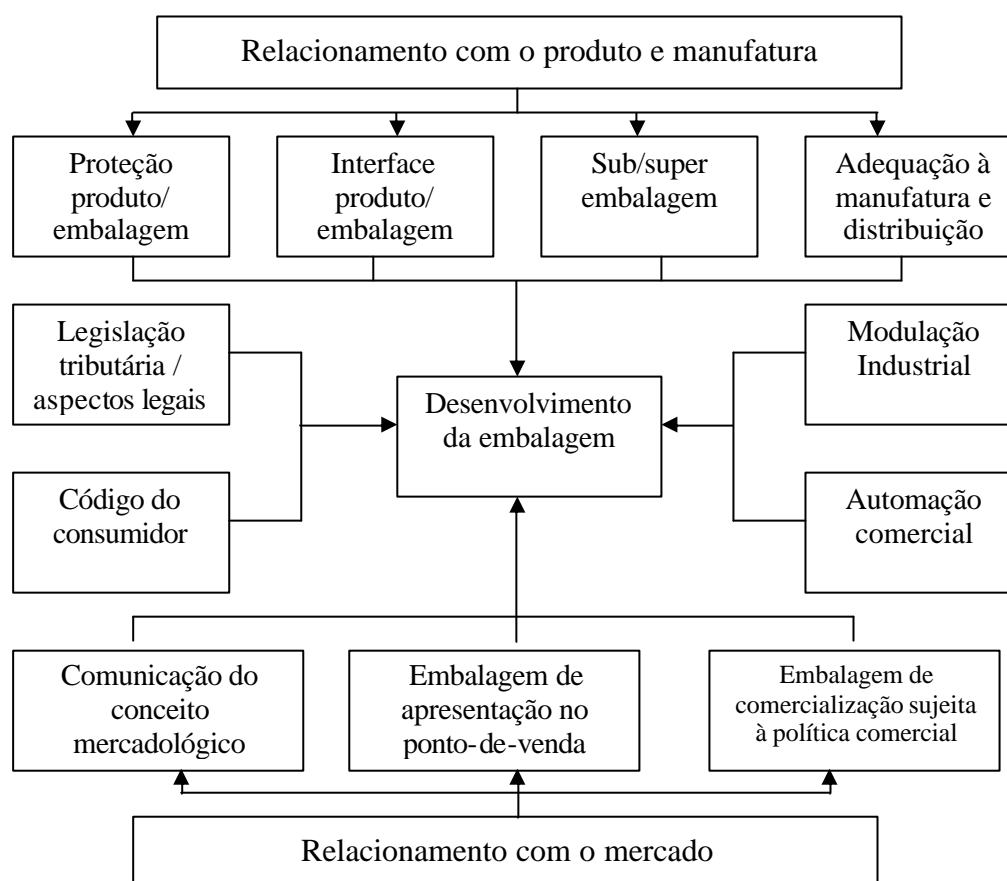 Relacionamento com o produto e manufatura
Proteção
produto/
embalagem
Interface
produto/
embalagem
Sub/super
embalagem
Adequação à
manufatura e
distribuição
Legislação
tributária /
aspectos legais
Modulação
Industrial
Desenvolvimento
da embalagem
Código do
consumidor
Automação
comercial
Comunicação do
conceito
mercadológico
Embalagem de
apresentação no
ponto-de-venda
Embalagem de
comercialização sujeita
à política comercial
Relacionamento com o mercado